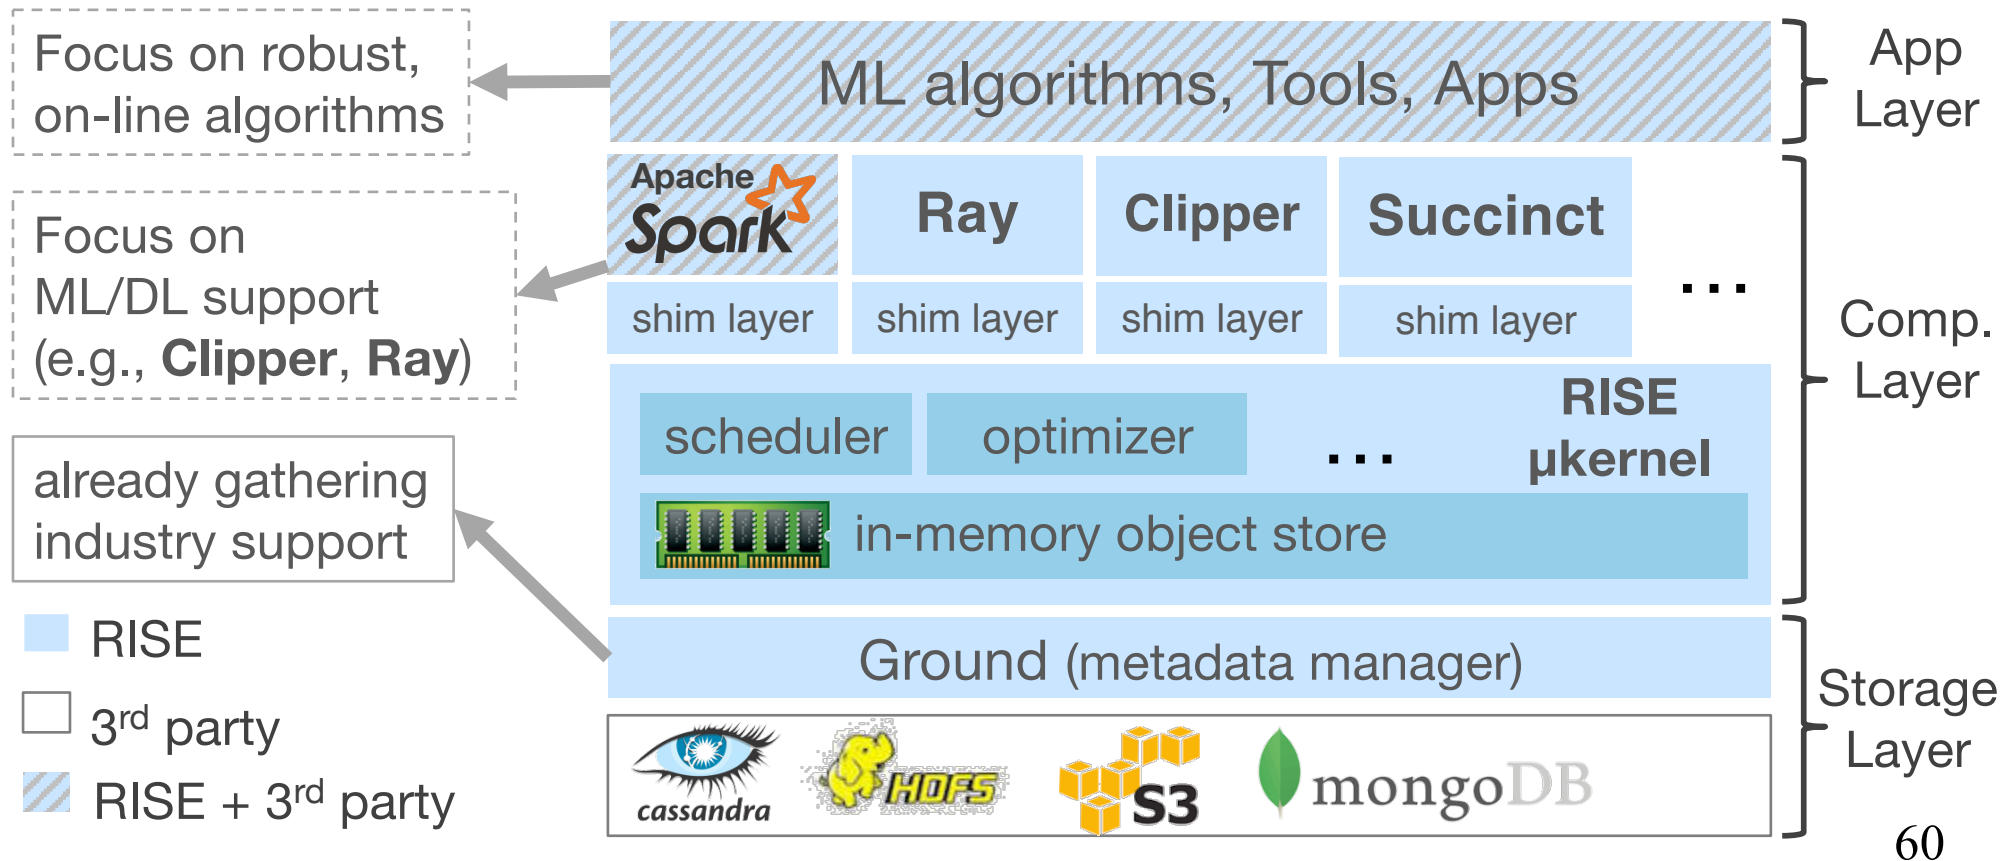 Focus on robust,
on-line algorithms
ML algorithms, Tools, Apps
App
Layer
Focus on
ML/DL support
(e.g., Clipper, Ray)
Apache
Spark
Ray
Clipper
Succinct
...
shim layer
shim layer
shim layer
shim layer
Comp.
Layer
scheduler
optimizer
...
RISE
µkernel
in-memory object store
already gathering
industry support
Ground (metadata manager)
Storage
Layer
cassandra
HDFS
S3
mongoDB
RISE
3rd party
RISE + 3rd party
60